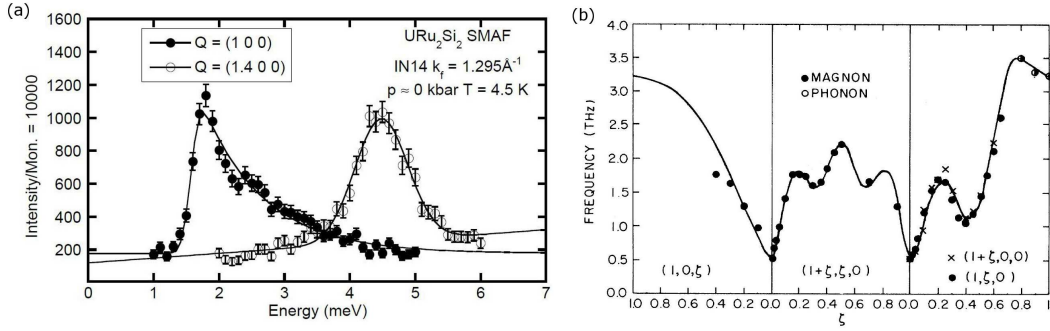 (a)
1600
1400
1200
1000
800
600
400
200
0
Intensity/Mon. = 10000
Q = (1 0 0)
Q = (1.4 0 0)
URu2Si2 SMAF
IN14 kf = 1.295Å-1
p ≈ 0 kbar T = 4.5 K
0 1 2 3 4 5 6 7
Energy (meV)
(b)
4.0
3.5
3.0
2.5
2.0
1.5
1.0
0.5
0.0
FREQUENCY (THz)
MAGNON
PHONON
(1,0,ζ)
(1+ζ,ζ,0)
(1+ζ,0,0)
(1,ζ,0)
1.0 0.8 0.6 0.4 0.2 0.0 0.2 0.4 0.6 0.8 0.0 0.2 0.4 0.6 0.8 1.0
ζ